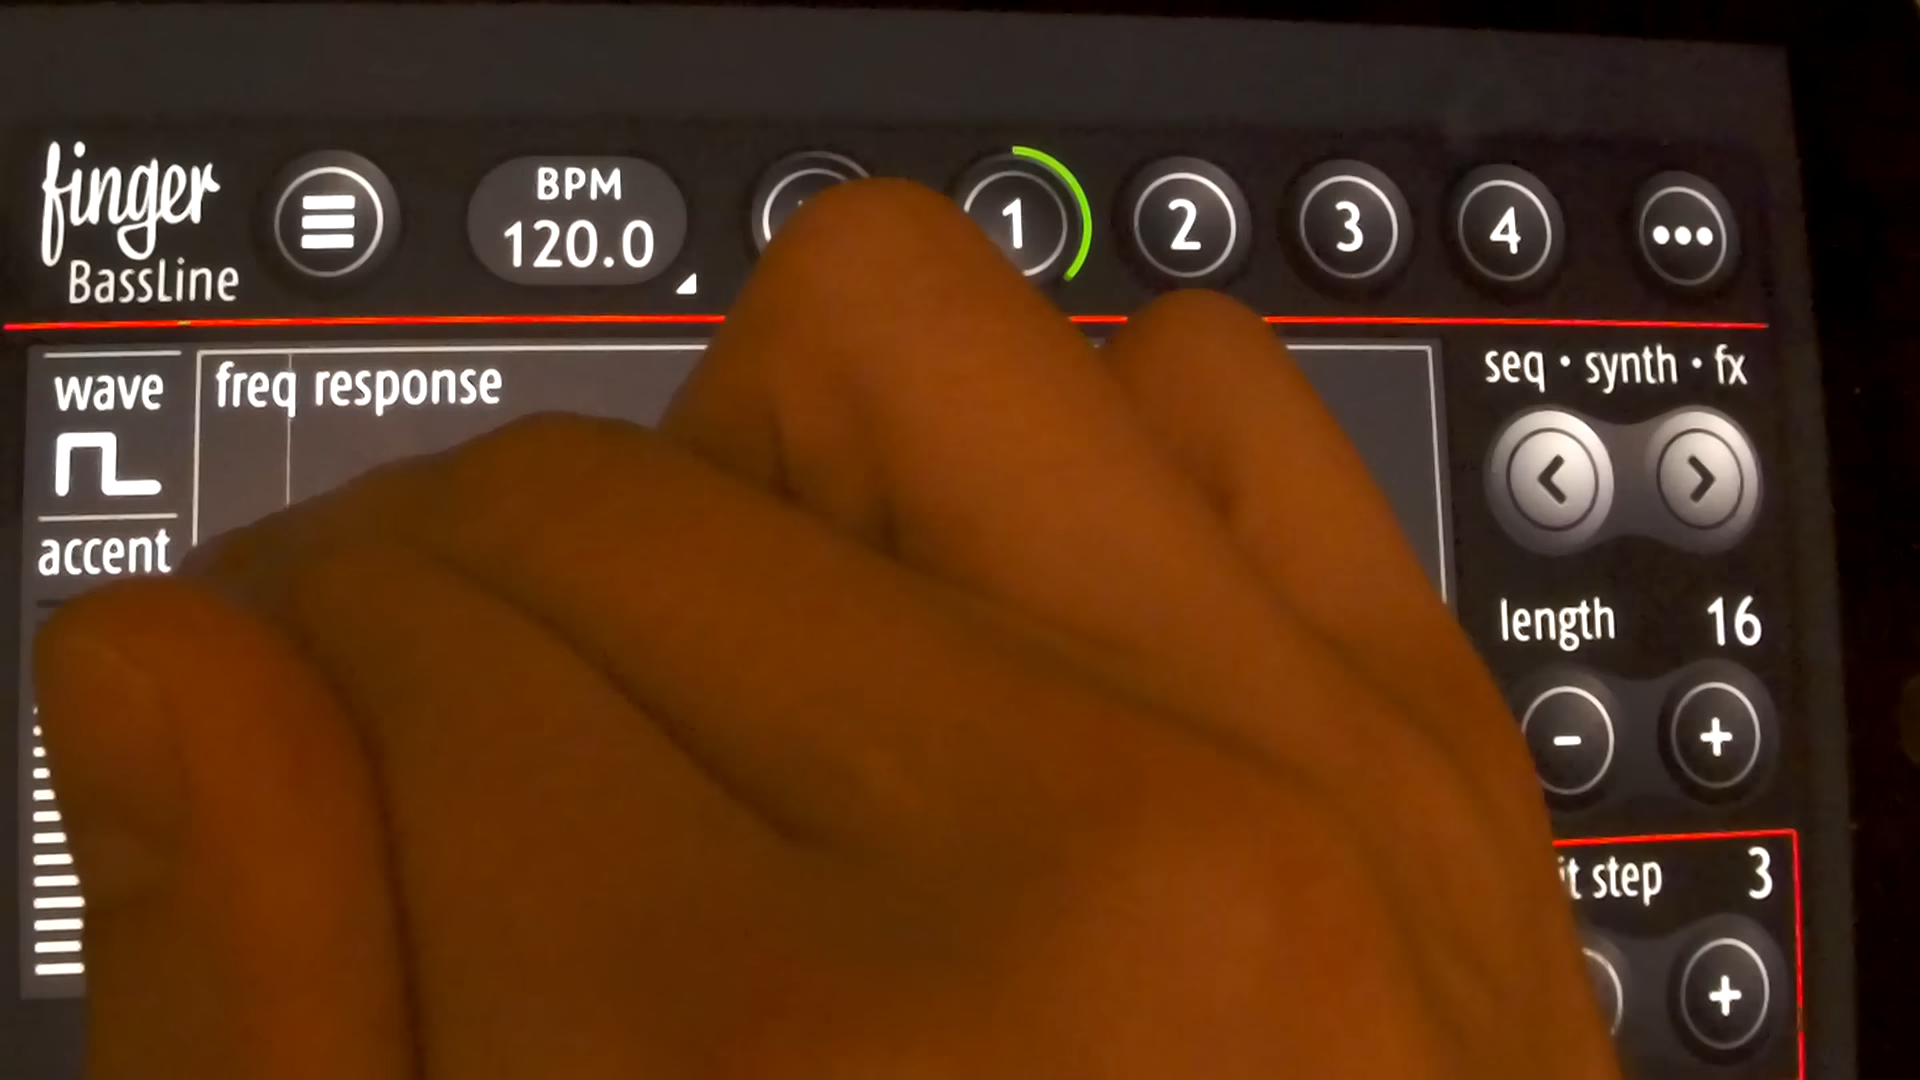 finger
BassLine
BPM
120.0
1
2
3
4
freq response
wave
accent
seq • synth • fx
length 16
- +
step 3
+